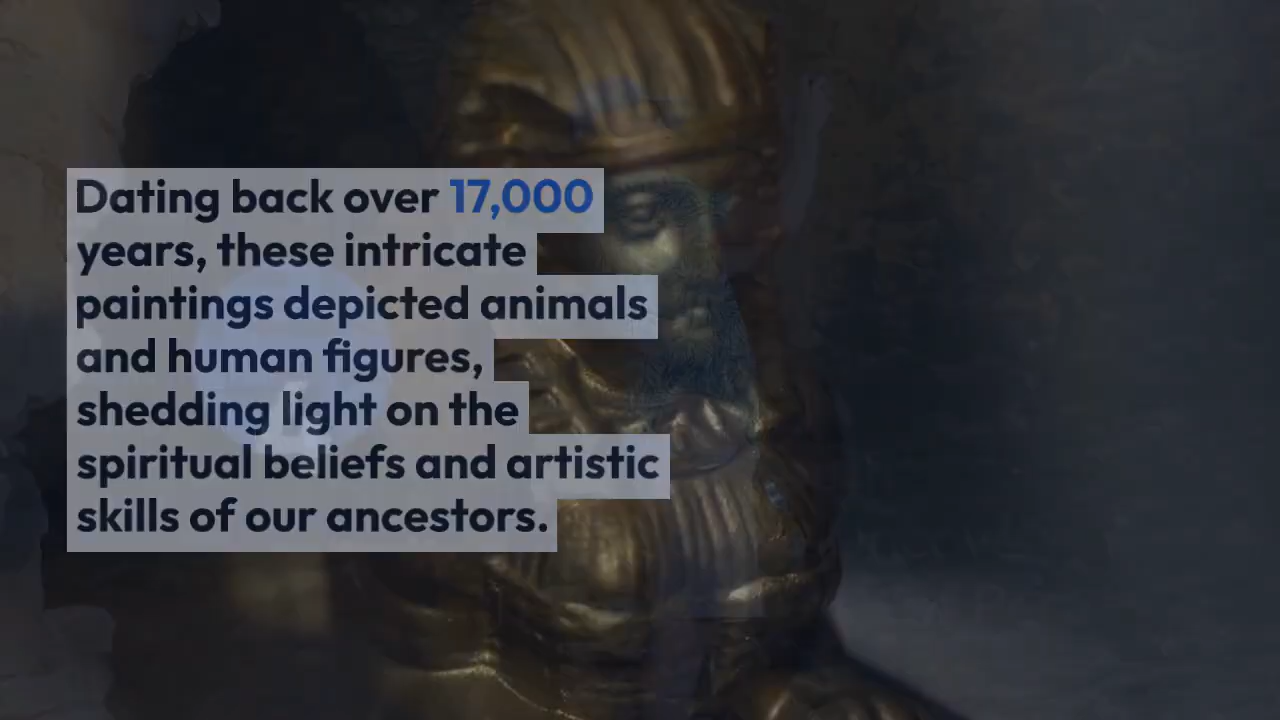 Dating back over 17,000
years, these intricate
paintings depicted animals
and human figures,
shedding light on the
spiritual beliefs and artistic
skills of our ancestors.